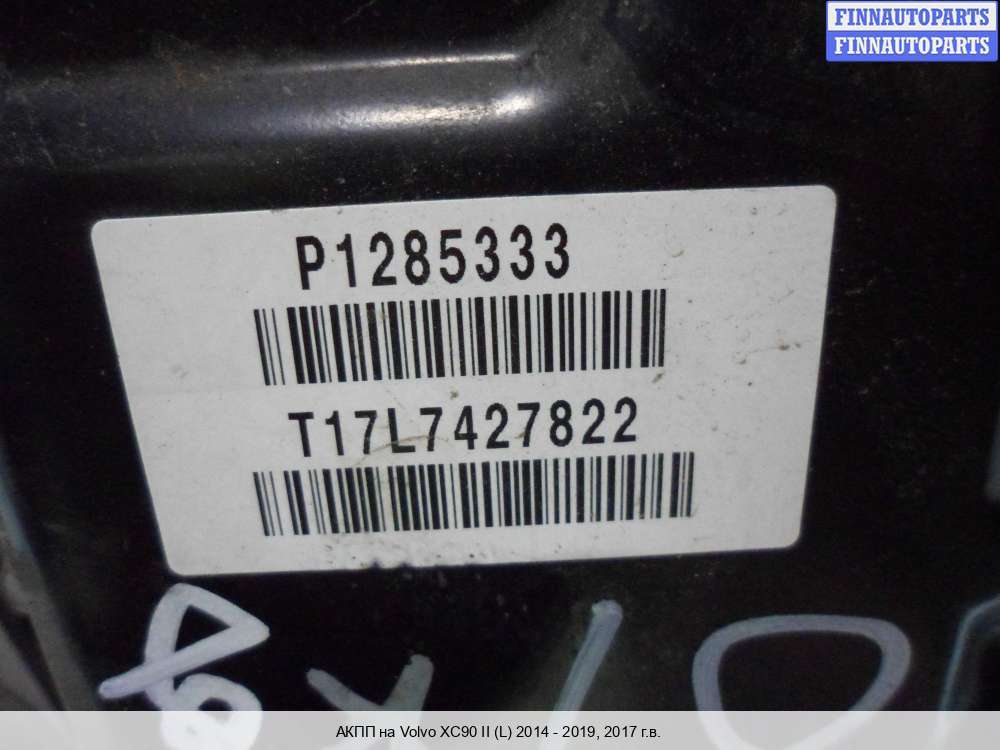 FINNAUTOPARTS
FINNAUTOPARTS
P1285333
T17L7427822
АКПП на Volvo XC90 II (L) 2014 - 2019, 2017 г.в.